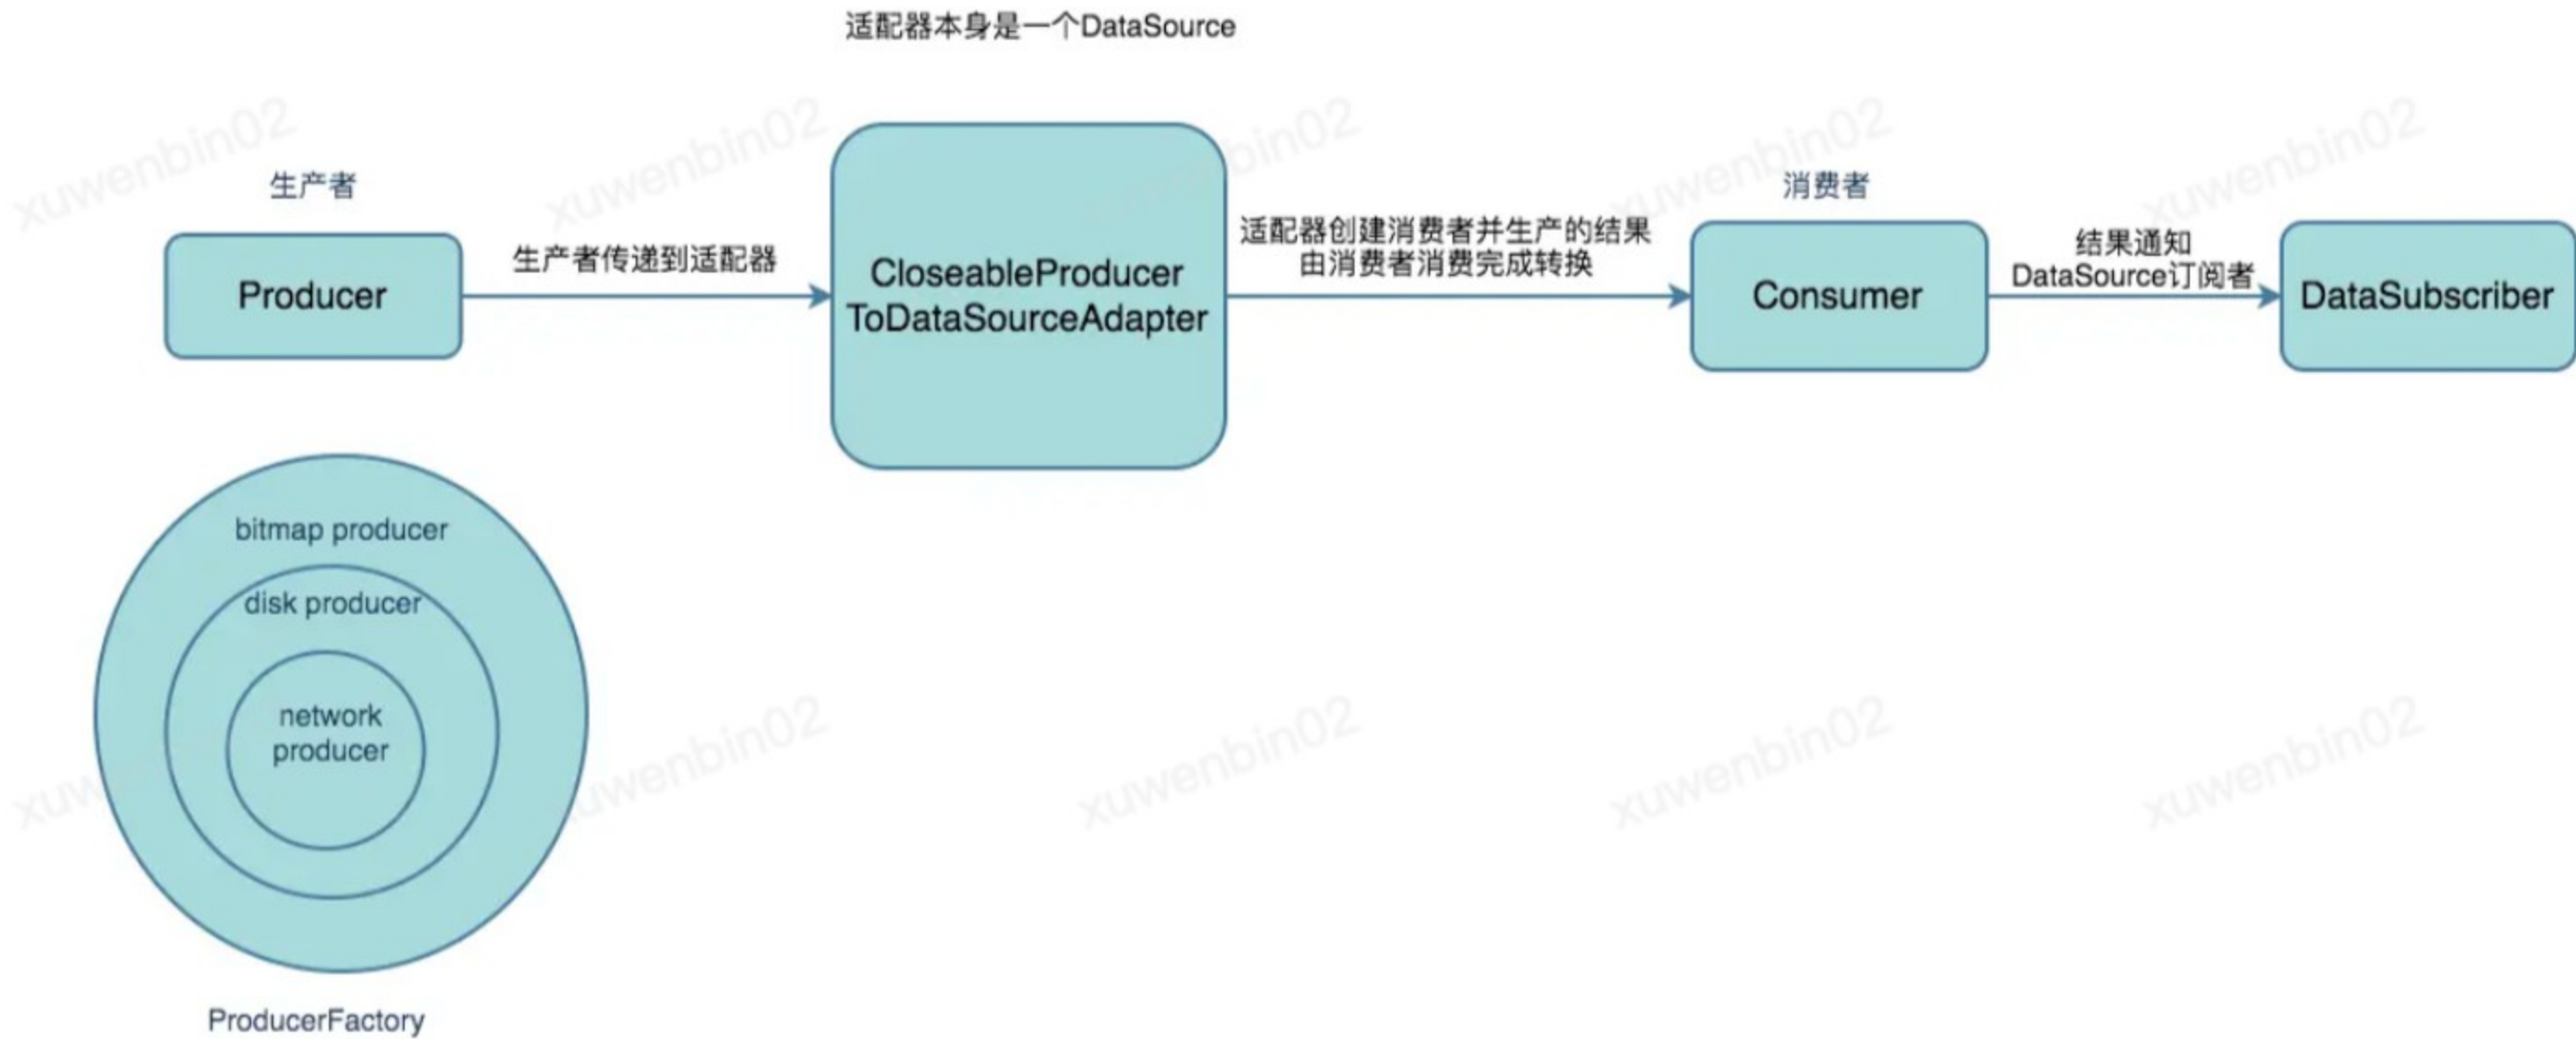 适配器本身是一个DataSource
xuwenbin02
xuwenbin02
bin02
xuwenbin02
xuwenbin02
生产者
消费者
Producer
生产者传递到适配器
CloseableProducer
ToDataSourceAdapter
适配器创建消费者并生产的结果
由消费者消费完成转换
Consumer
结果通知
DataSource订阅者
DataSubscriber
bitmap producer
disk producer
network
producer
xuw
uwenbin02
xuwenbin02
xuwenbin02
xuwenbin02
ProducerFactory